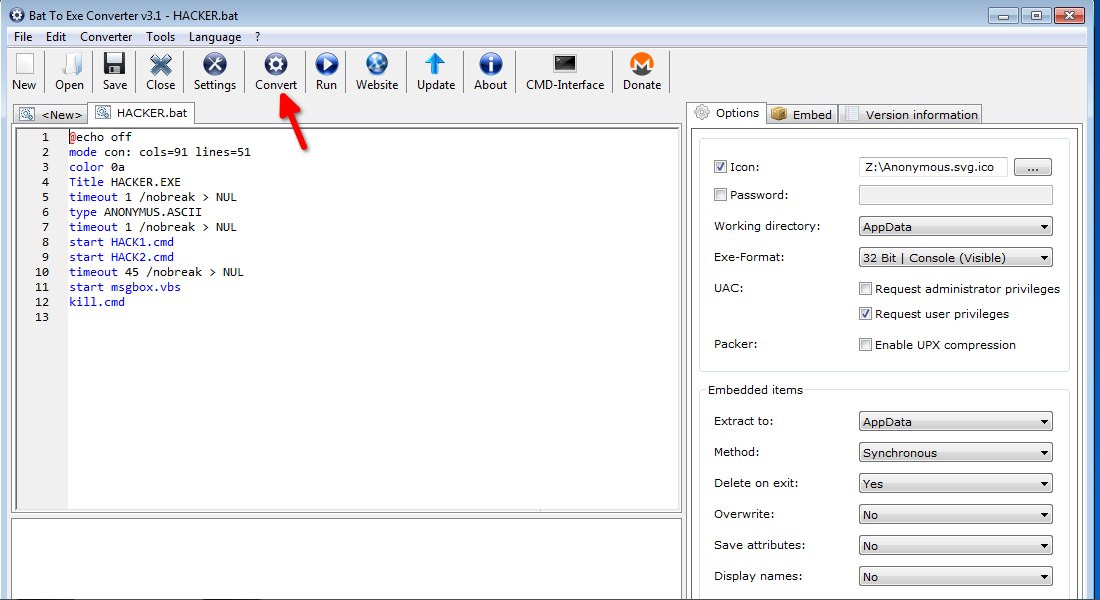 Bat To Exe Converter v3.1 - HACKER.bat
File Edit Converter Tools Language ?
New Open Save Close Settings Convert Run Website Update About CMD-Interface Donate
<New> HACKER.bat
1 @echo off
2 mode con: cols=91 lines=51
3 color 0a
4 Title HACKER.EXE
5 timeout 1 /nobreak > NUL
6 type ANONYMUS.ASCII
7 timeout 1 /nobreak > NUL
8 start HACK1.cmd
9 start HACK2.cmd
10 timeout 45 /nobreak > NUL
11 start msgbox.vbs
12 kill.cmd
13
Options Embed Version information
Icon: Z:\Anonymous.svg.ico ...
Password:
Working directory: AppData
Exe-Format: 32 Bit | Console (Visible)
UAC: Request administrator privileges
Request user privileges
Packer: Enable UPX compression
Embedded items
Extract to: AppData
Method: Synchronous
Delete on exit: Yes
Overwrite: No
Save attributes: No
Display names: No